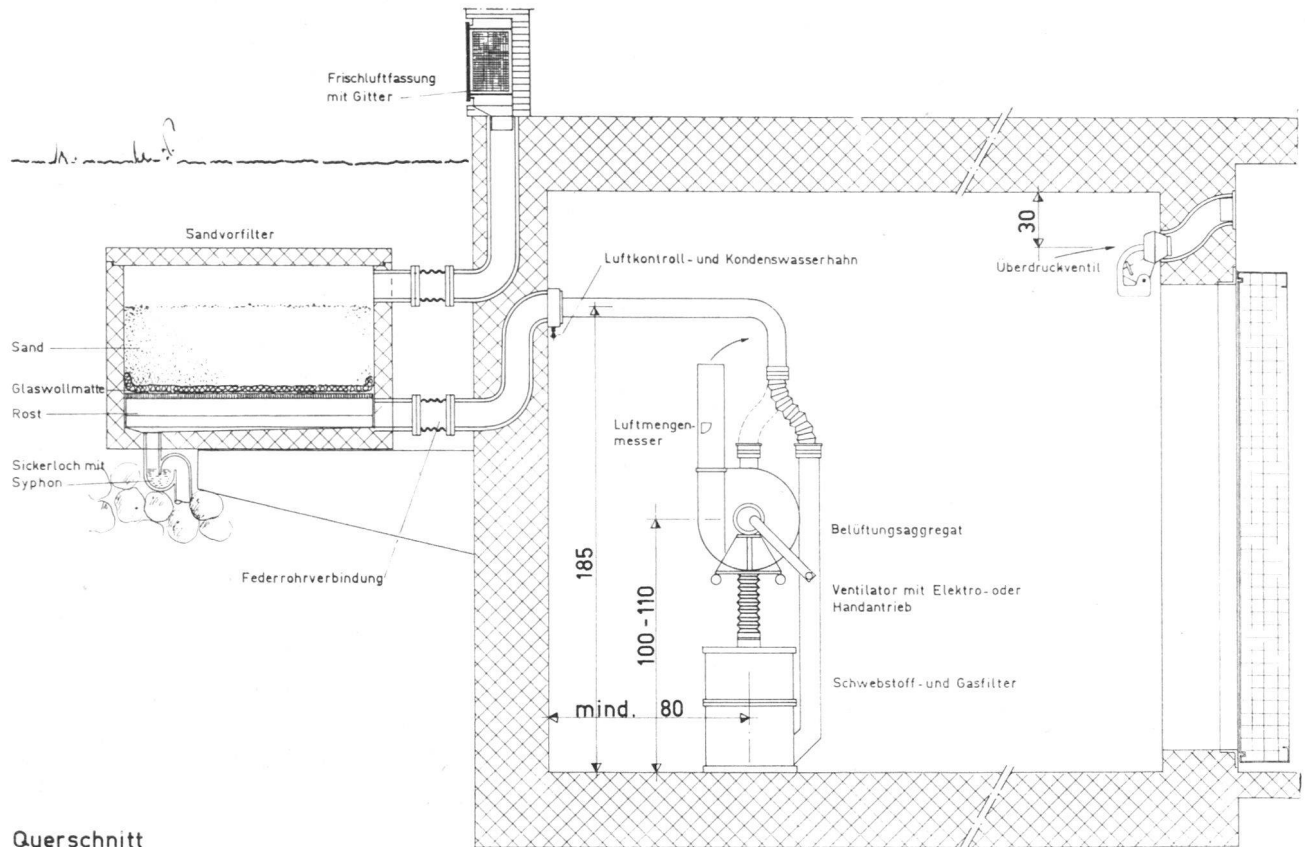 Frischluftfassung
mit Gitter
Sandvorfilter
Luftkontroll- und Kondenswasserhahn
30
Überdruckventil
Sand
Glaswollmatte
Rost
Sickerloch mit
Syphon
Luftmengen-
messer
185
100-110
Belüftungsaggregat
Federrohrverbindung
Ventilator mit Elektro- oder
Handantrieb
Schwebstoff- und Gasfilter
mind. 80
Querschnitt